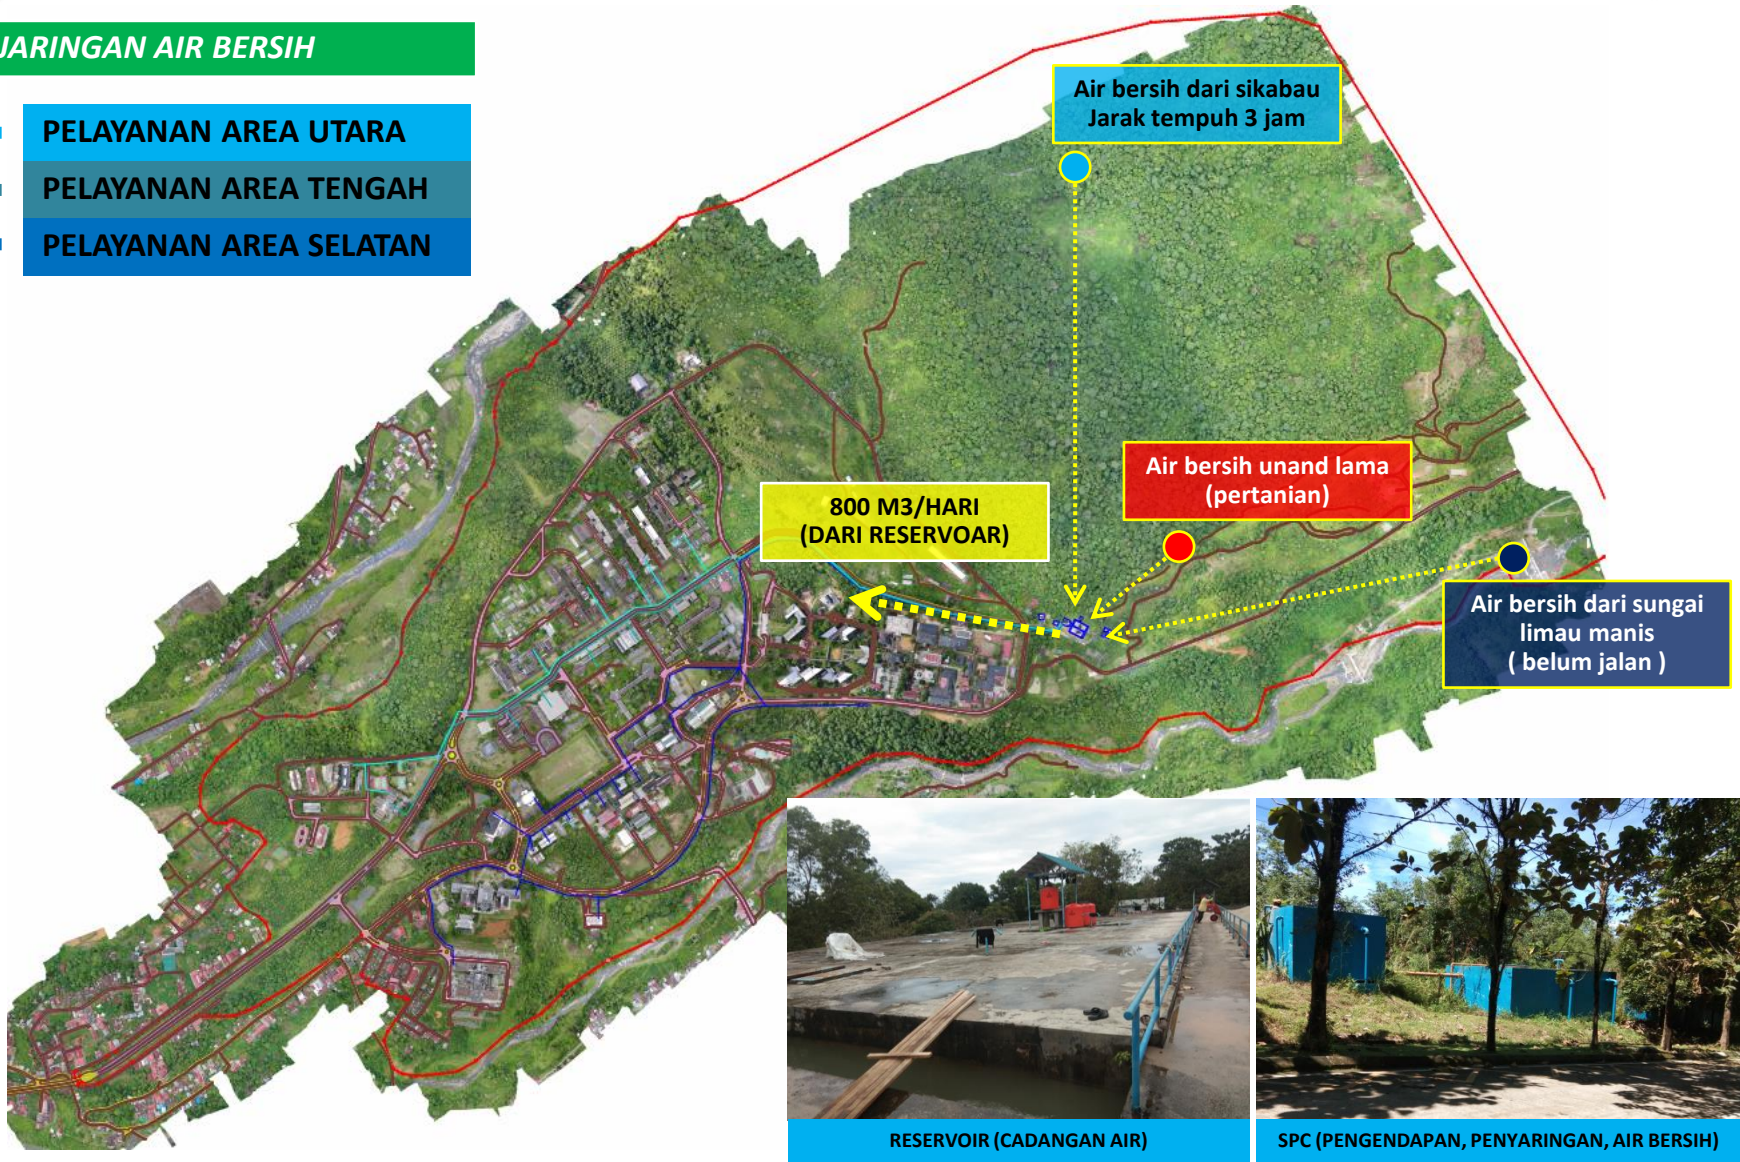 JARINGAN AIR BERSIH
PELAYANAN AREA UTARA
PELAYANAN AREA TENGAH
PELAYANAN AREA SELATAN
Air bersih dari sikabau
Jarak tempuh 3 jam
Air bersih unand lama
(pertanian)
800 M3/HARI
(DARI RESERVOAR)
Air bersih dari sungai
limau manis
( belum jalan )
RESERVOIR (CADANGAN AIR)
SPC (PENGENDAPAN, PENYARINGAN, AIR BERSIH)